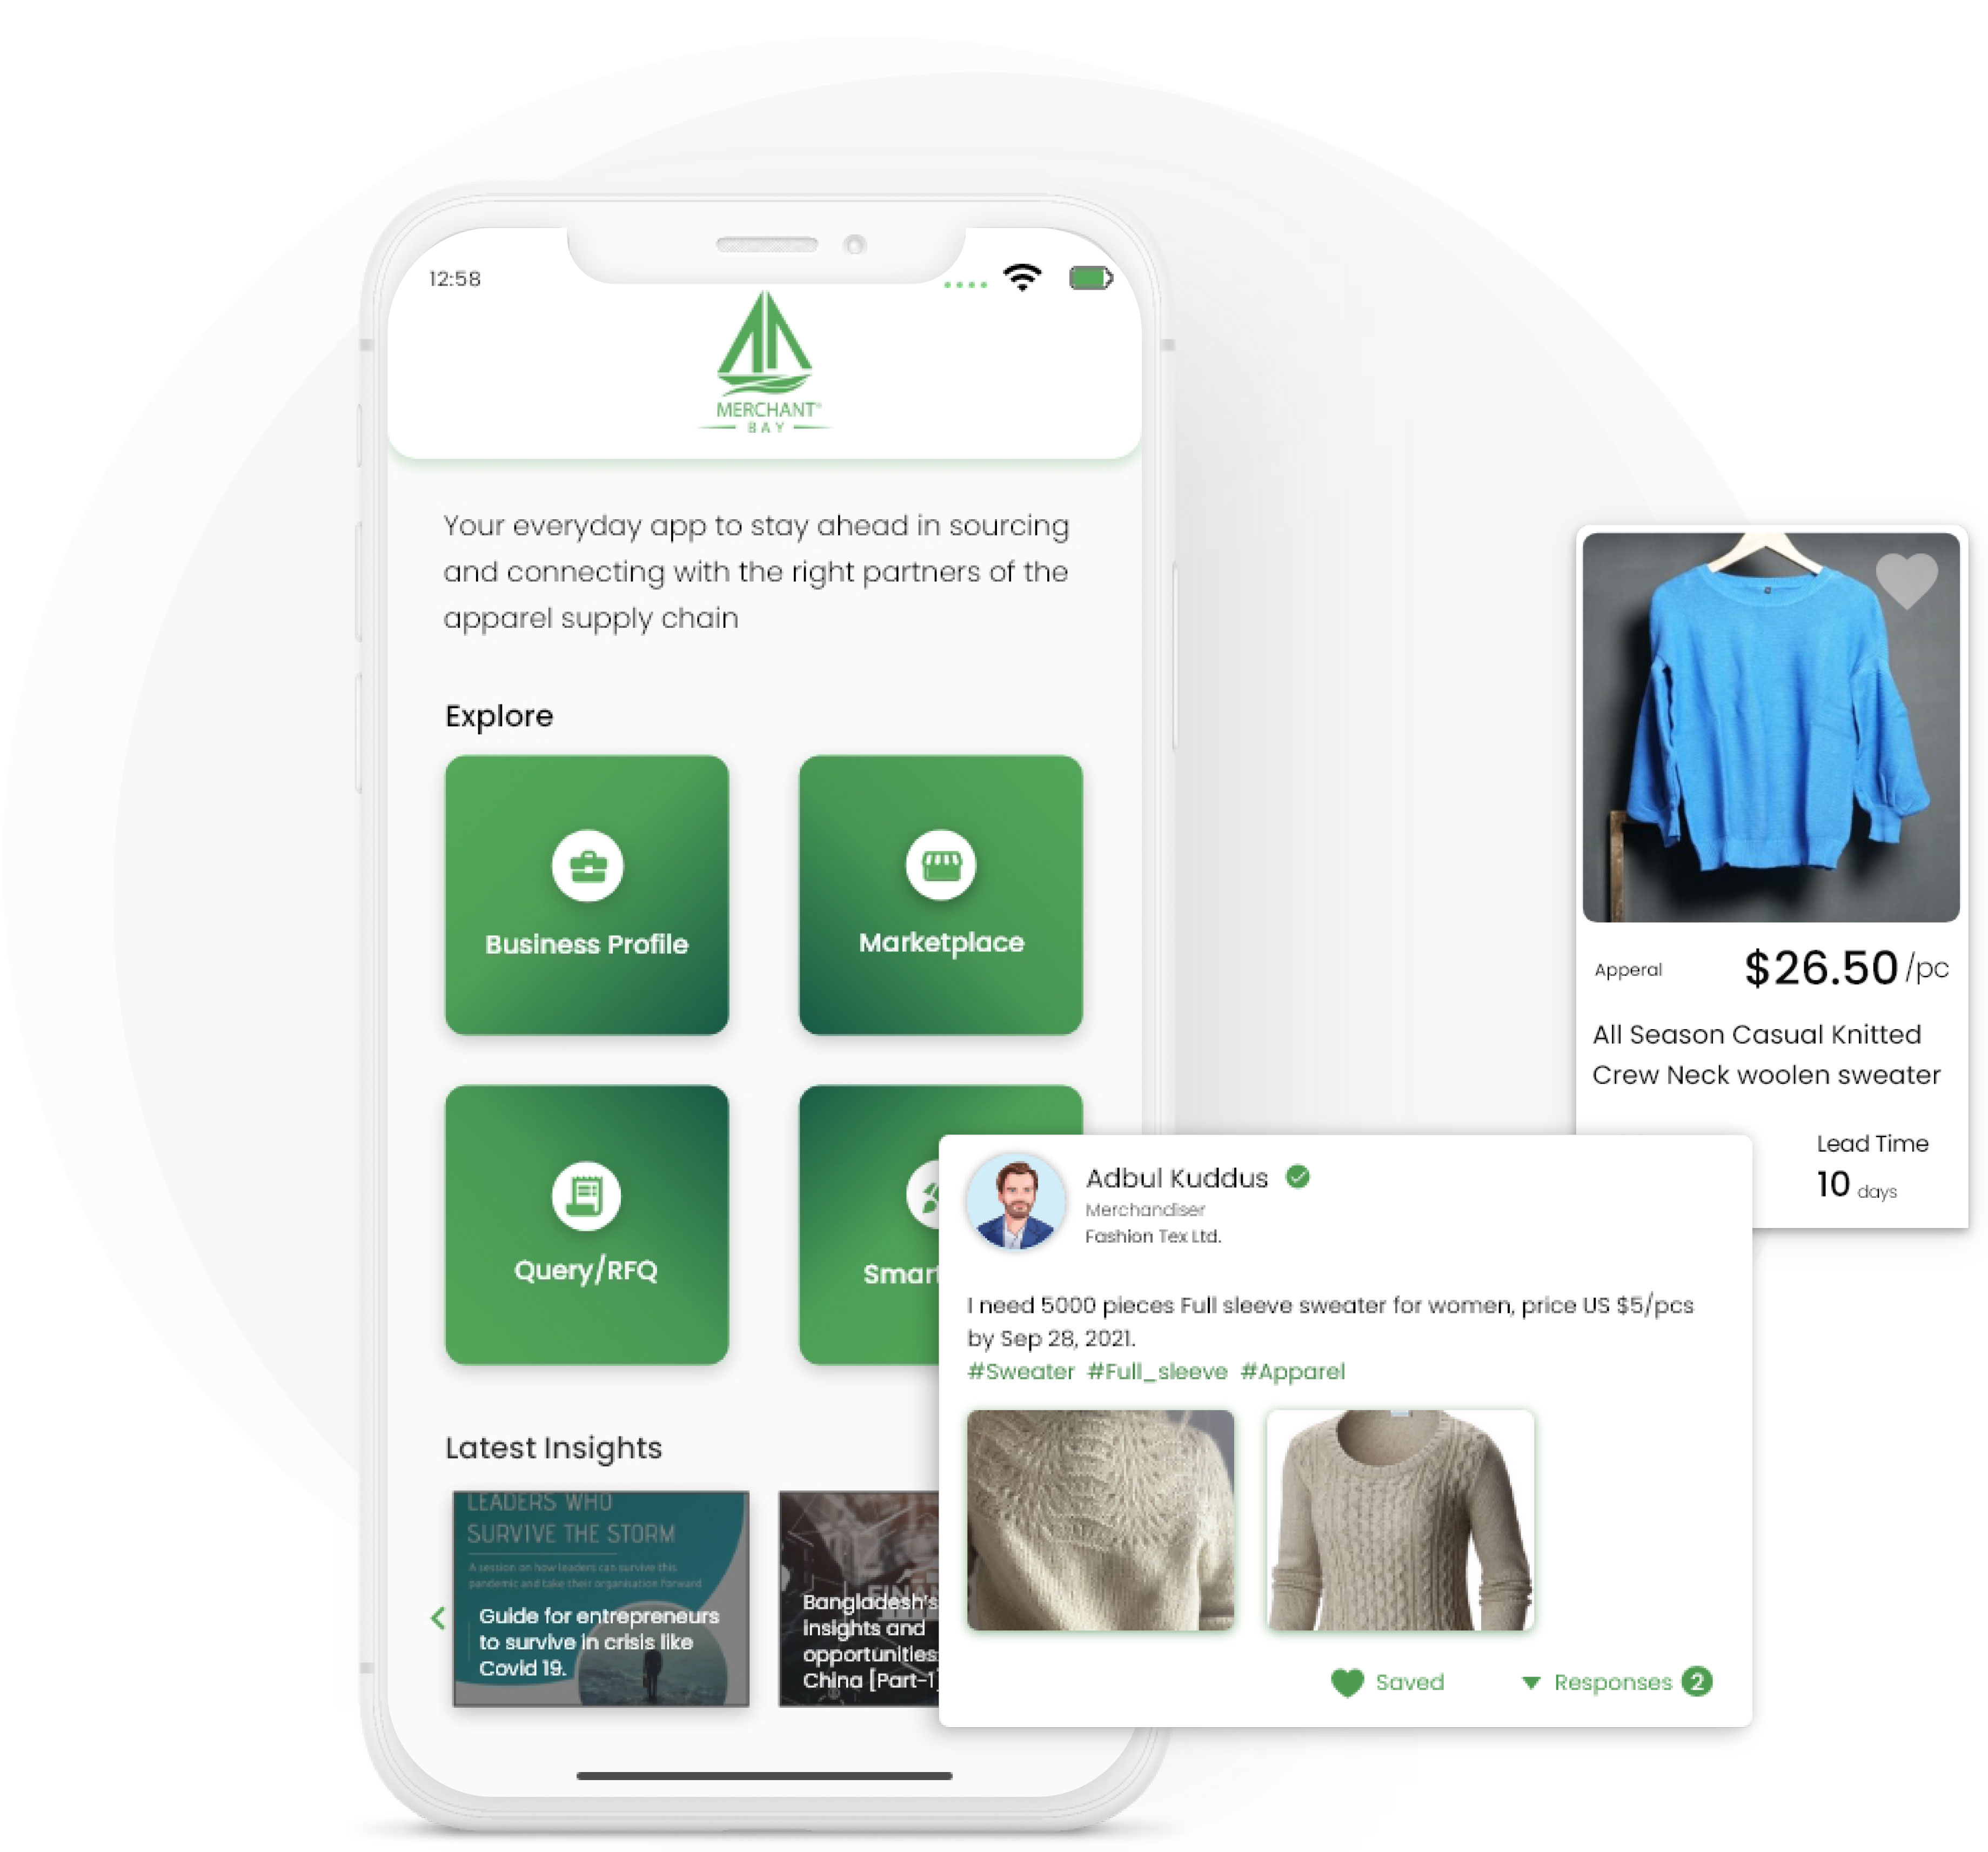 12:58
MERCHANT
BAY
Your everyday app to stay ahead in sourcing
and connecting with the right partners of the
apparel supply chain
Explore
Business Profile
Marketplace
Query/RFQ
Smar
Latest Insights
LEADERS WHO
SURVIVE THE STORM
A session on how leaders can survive this
pandemic and take their organisation forward
Guide for entrepreneurs
to survive in crisis like
Covid 19.
FINAN
Bangladesh's
insights and
opportunities
China [Part-1
Apperal
$26.50/pc
All Season Casual Knitted
Crew Neck woolen sweater
Lead Time
10 days
Adbul Kuddus
Merchandiser
Fashion Tex Ltd.
I need 5000 pieces Full sleeve sweater for women, price US $5/pcs
by Sep 28, 2021.
#Sweater #Full_sleeve #Apparel
Saved
Responses 2